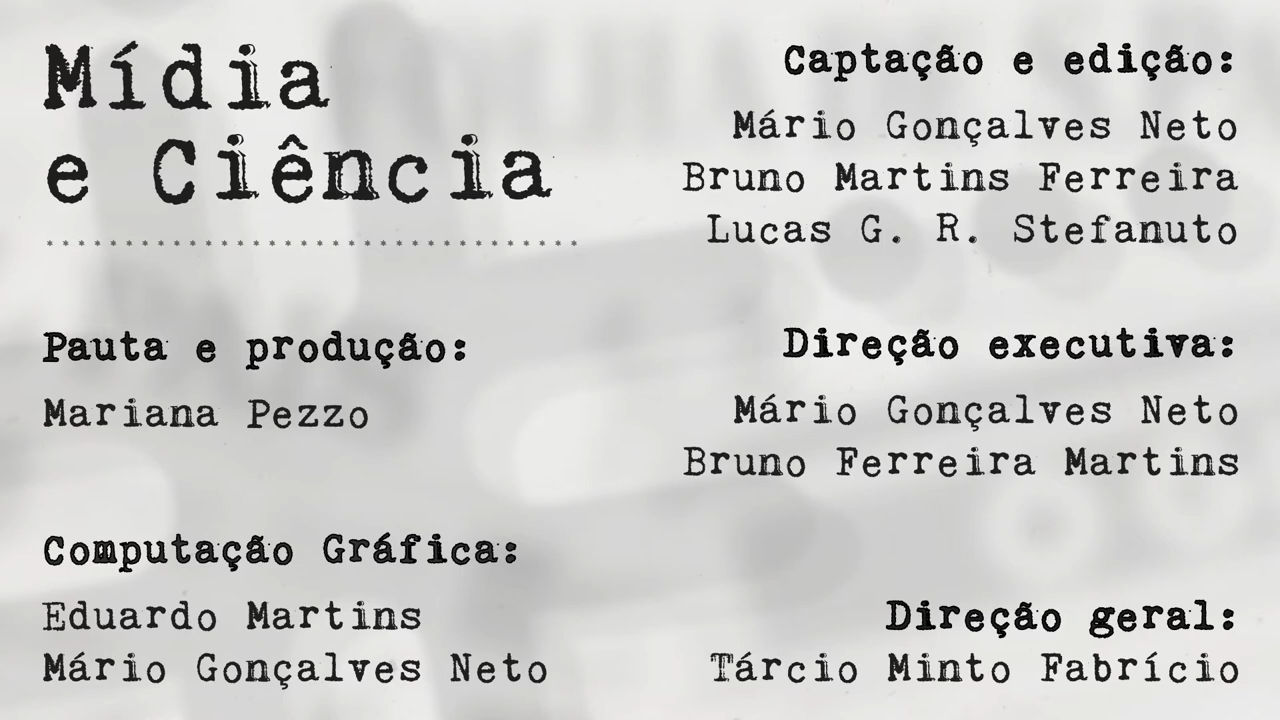 Mídia
e Ciência
Pauta e produção:
Mariana Pezzo
Computação Gráfica:
Eduardo Martins
Mário Gonçalves Neto
Captação e edição:
Mário Gonçalves Neto
Bruno Martins Ferreira
Lucas G. R. Stefanuto
Direção executiva:
Mário Gonçalves Neto
Bruno Ferreira Martins
Direção geral:
Tárcio Minto Fabrício